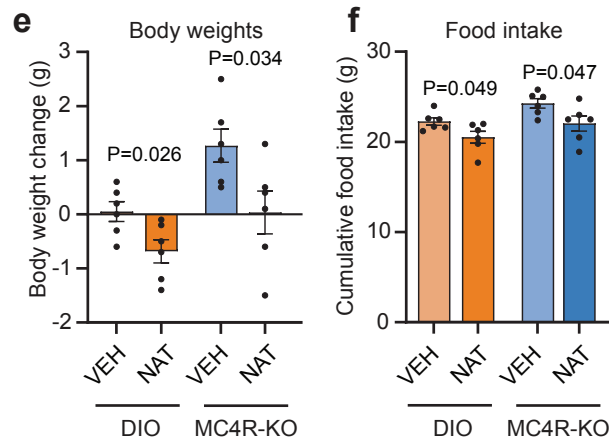 e
Body weights
Body weight change (g)
3
2
1
0
-1
-2
P=0.026
P=0.034
VEH
NAT
VEH
NAT
DIO
MC4R-KO
f
Food intake
Cumulative food intake (g)
30
20
10
0
P=0.049
P=0.047
VEH
NAT
VEH
NAT
DIO
MC4R-KO